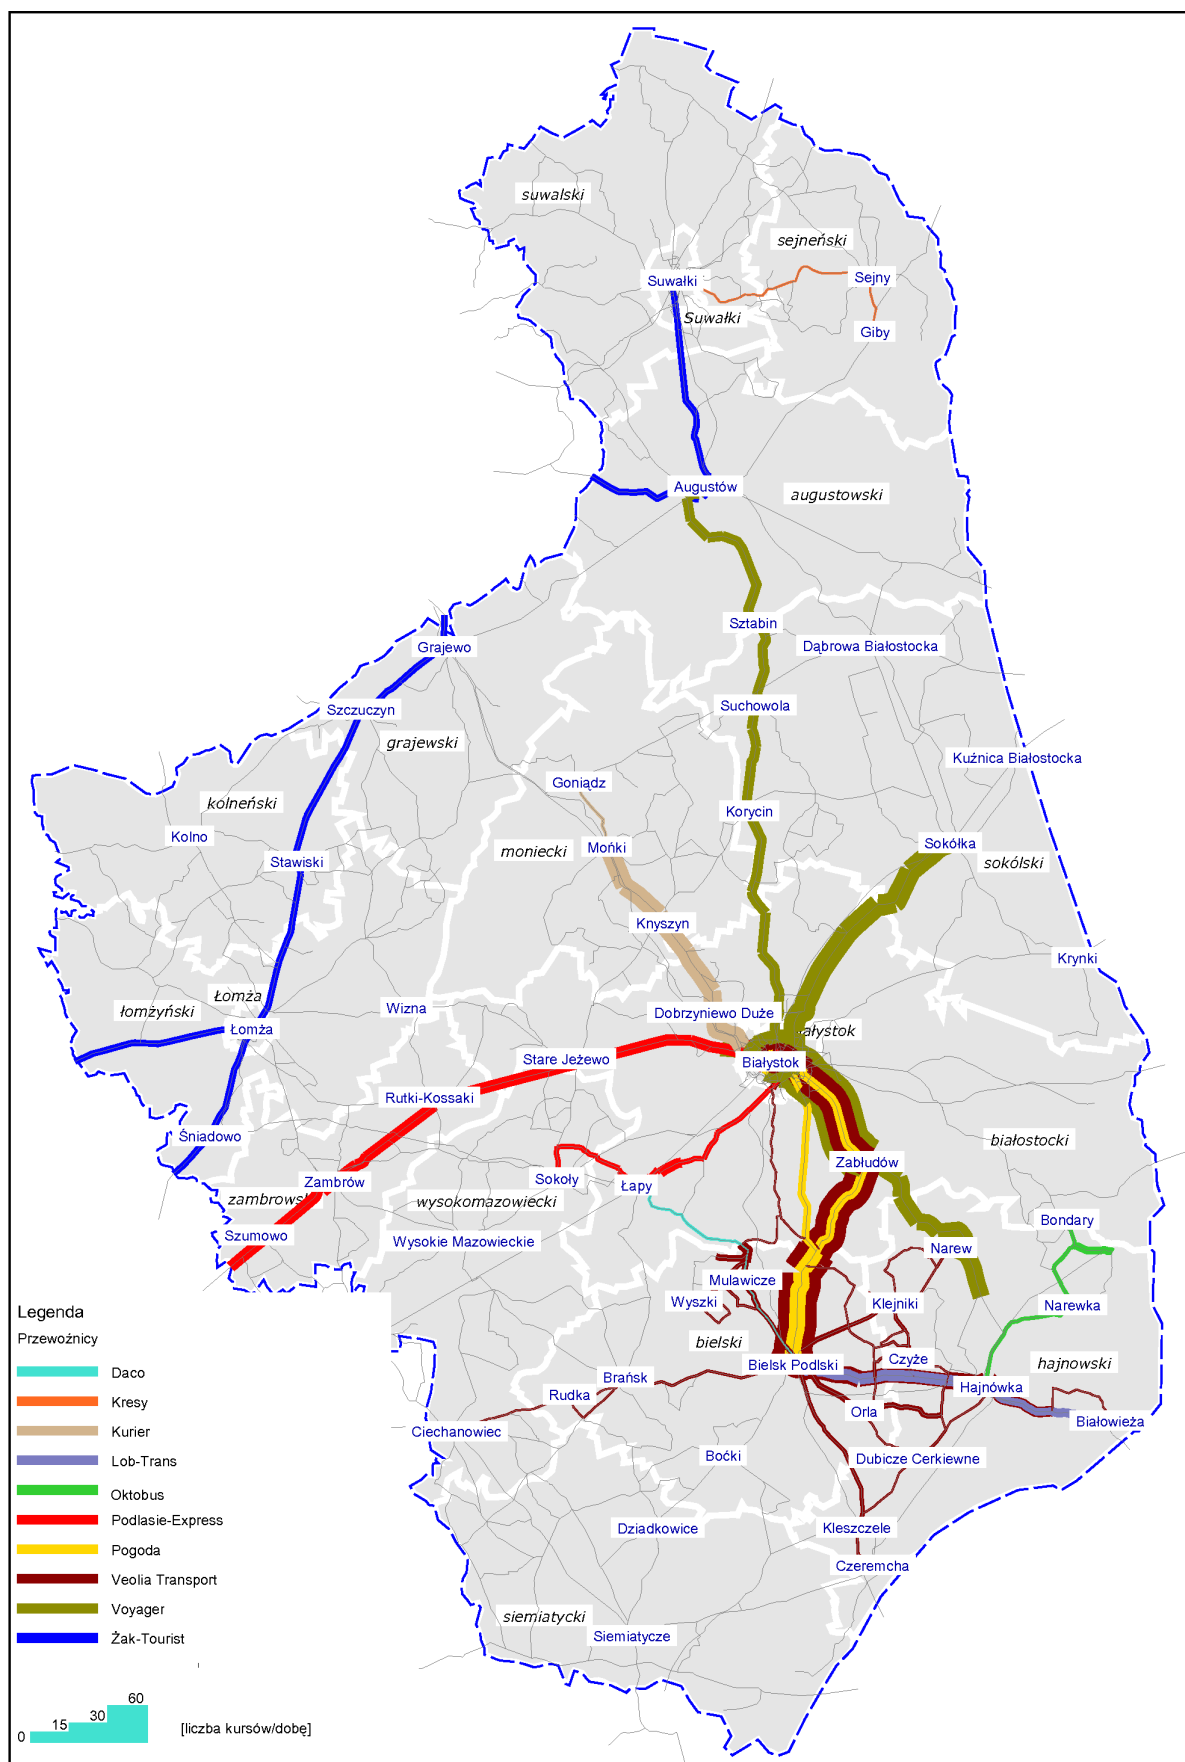 suwalski
sejneński
Suwałki
Sejny
Suwałki
Giby
Augustów
augustowski
Sztabin
Dąbrowa Białostocka
Grajewo
Suchowola
Szczuczyn
grajewski
Kuźnica Białostocka
Goniądz
kolneński
Korycin
Kolno
Mońki
moniecki
Sokółka
sokólski
Stawiski
Knyszyn
Krynki
Łomża
łomżyński
Wizna
Dobrzyniewo Duże
Łomża
ałystok
Stare Jeżewo
Białystok
Rutki-Kossaki
Śniadowo
białostocki
Zabłudów
Zambrów
Sokoły
Łapy
zambrowsk
wysokomazowiecki
Bondary
Szumowo
Wysokie Mazowieckie
Narew
Mulawicze
Wyszki
Klejniki
Narewka
bielski
Bielsk Podlski
Czyże
hajnowski
Brańsk
Hajnówka
Rudka
Orla
Białowieża
Ciechanowiec
Boćki
Dubicze Cerkiewne
Dziadkowice
Kleszczele
Czeremcha
siemiatycki
Siemiatycze
Legenda
Przewoźnicy
Daco
Kresy
Kurier
Lob-Trans
Oktobus
Podlasie-Express
Pogoda
Veolia Transport
Voyager
Żak-Tourist
0 15 30 60
[liczba kursów/dobę]